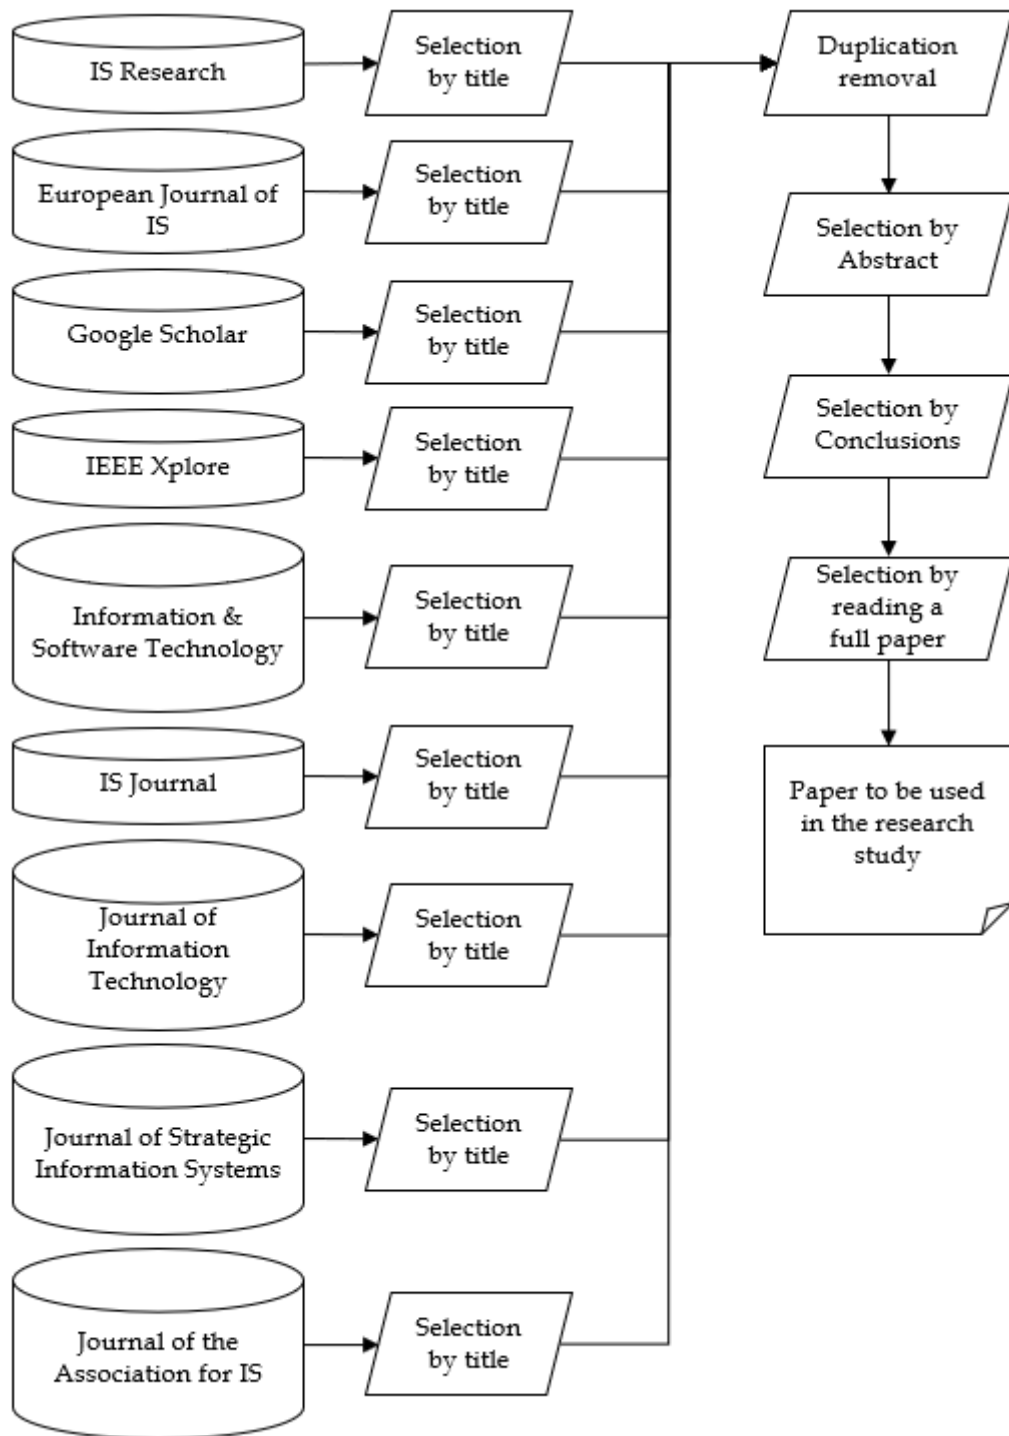 IS Research
Selection
by title
Duplication
removal
European Journal of
IS
Selection
by title
Selection by
Abstract
Google Scholar
Selection
by title
IEEE Xplore
Selection
by title
Selection by
Conclusions
Information &
Software Technology
Selection
by title
Selection by
reading a
full paper
IS Journal
Selection
by title
Paper to be used
in the research
study
Journal of
Information
Technology
Selection
by title
Journal of Strategic
Information Systems
Selection
by title
Journal of the
Association for IS
Selection
by title